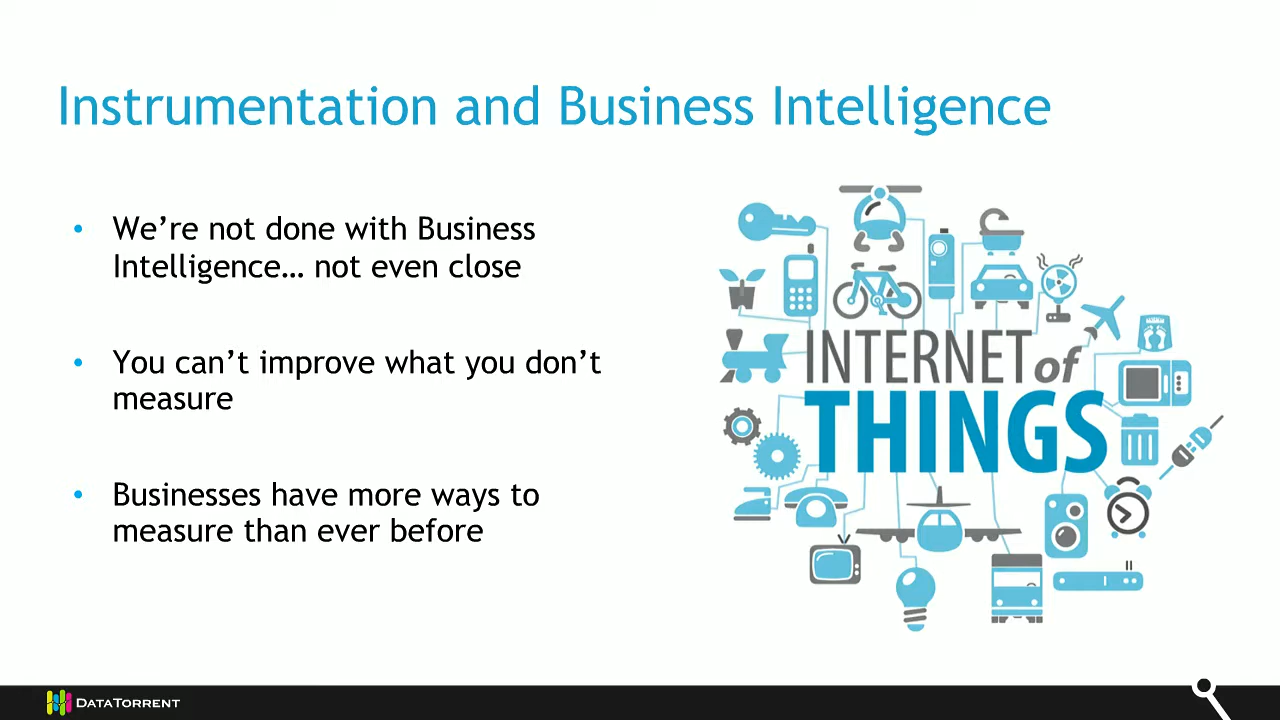 Instrumentation and Business Intelligence
• We’re not done with Business
Intelligence… not even close
• You can’t improve what you don’t
measure
• Businesses have more ways to
measure than ever before
INTERNET of
THINGS
DATATORRENT